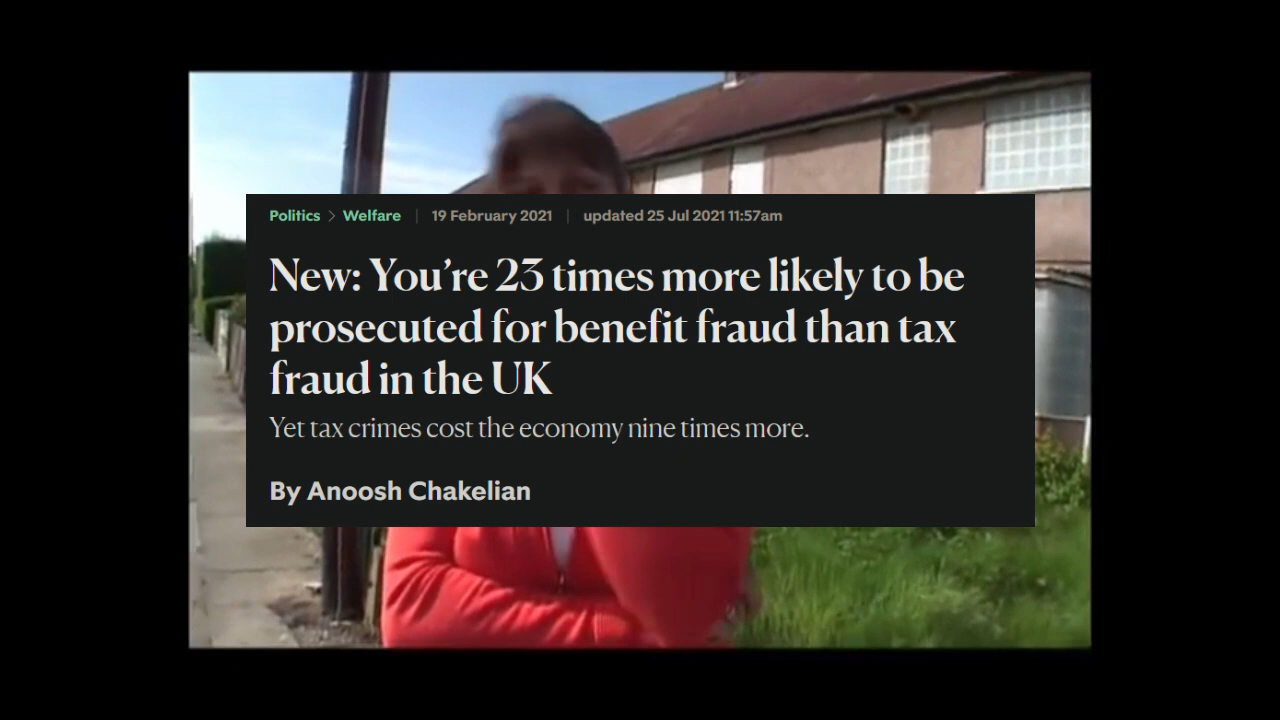 Politics > Welfare | 19 February 2021 | updated 25 Jul 2021 11:57am
New: You’re 23 times more likely to be
prosecuted for benefit fraud than tax
fraud in the UK
Yet tax crimes cost the economy nine times more.
By Anoosh Chakelian